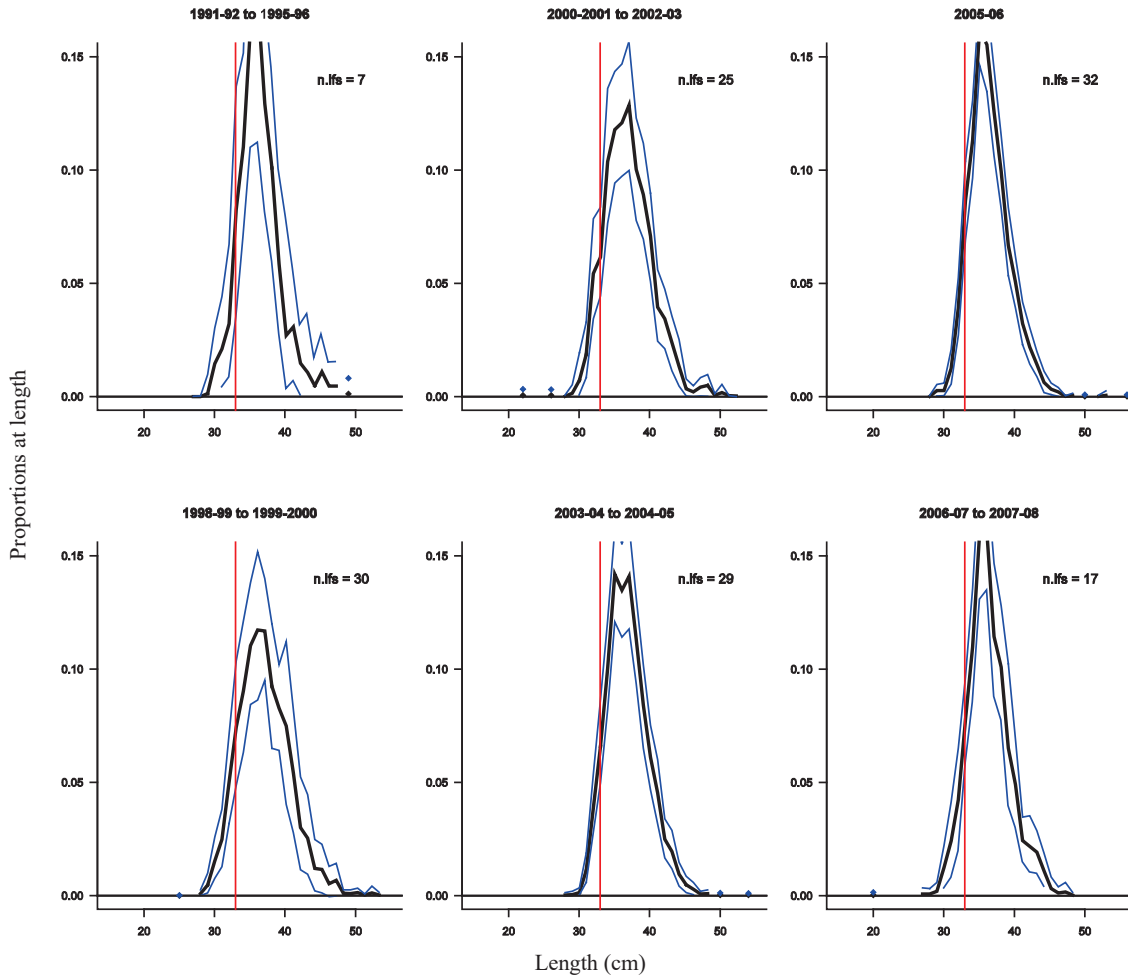 1991-92 to 1995-96
2000-2001 to 2002-03
2005-06
0.15
0.10
0.05
0.00
n.lfs = 7
20 30 40 50
0.15
0.10
0.05
0.00
n.lfs = 25
20 30 40 50
0.15
0.10
0.05
0.00
n.lfs = 32
20 30 40 50
Proportions at length
1998-99 to 1999-2000
2003-04 to 2004-05
2006-07 to 2007-08
0.15
0.10
0.05
0.00
n.lfs = 30
20 30 40 50
0.15
0.10
0.05
0.00
n.lfs = 29
20 30 40 50
0.15
0.10
0.05
0.00
n.lfs = 17
20 30 40 50
Length (cm)